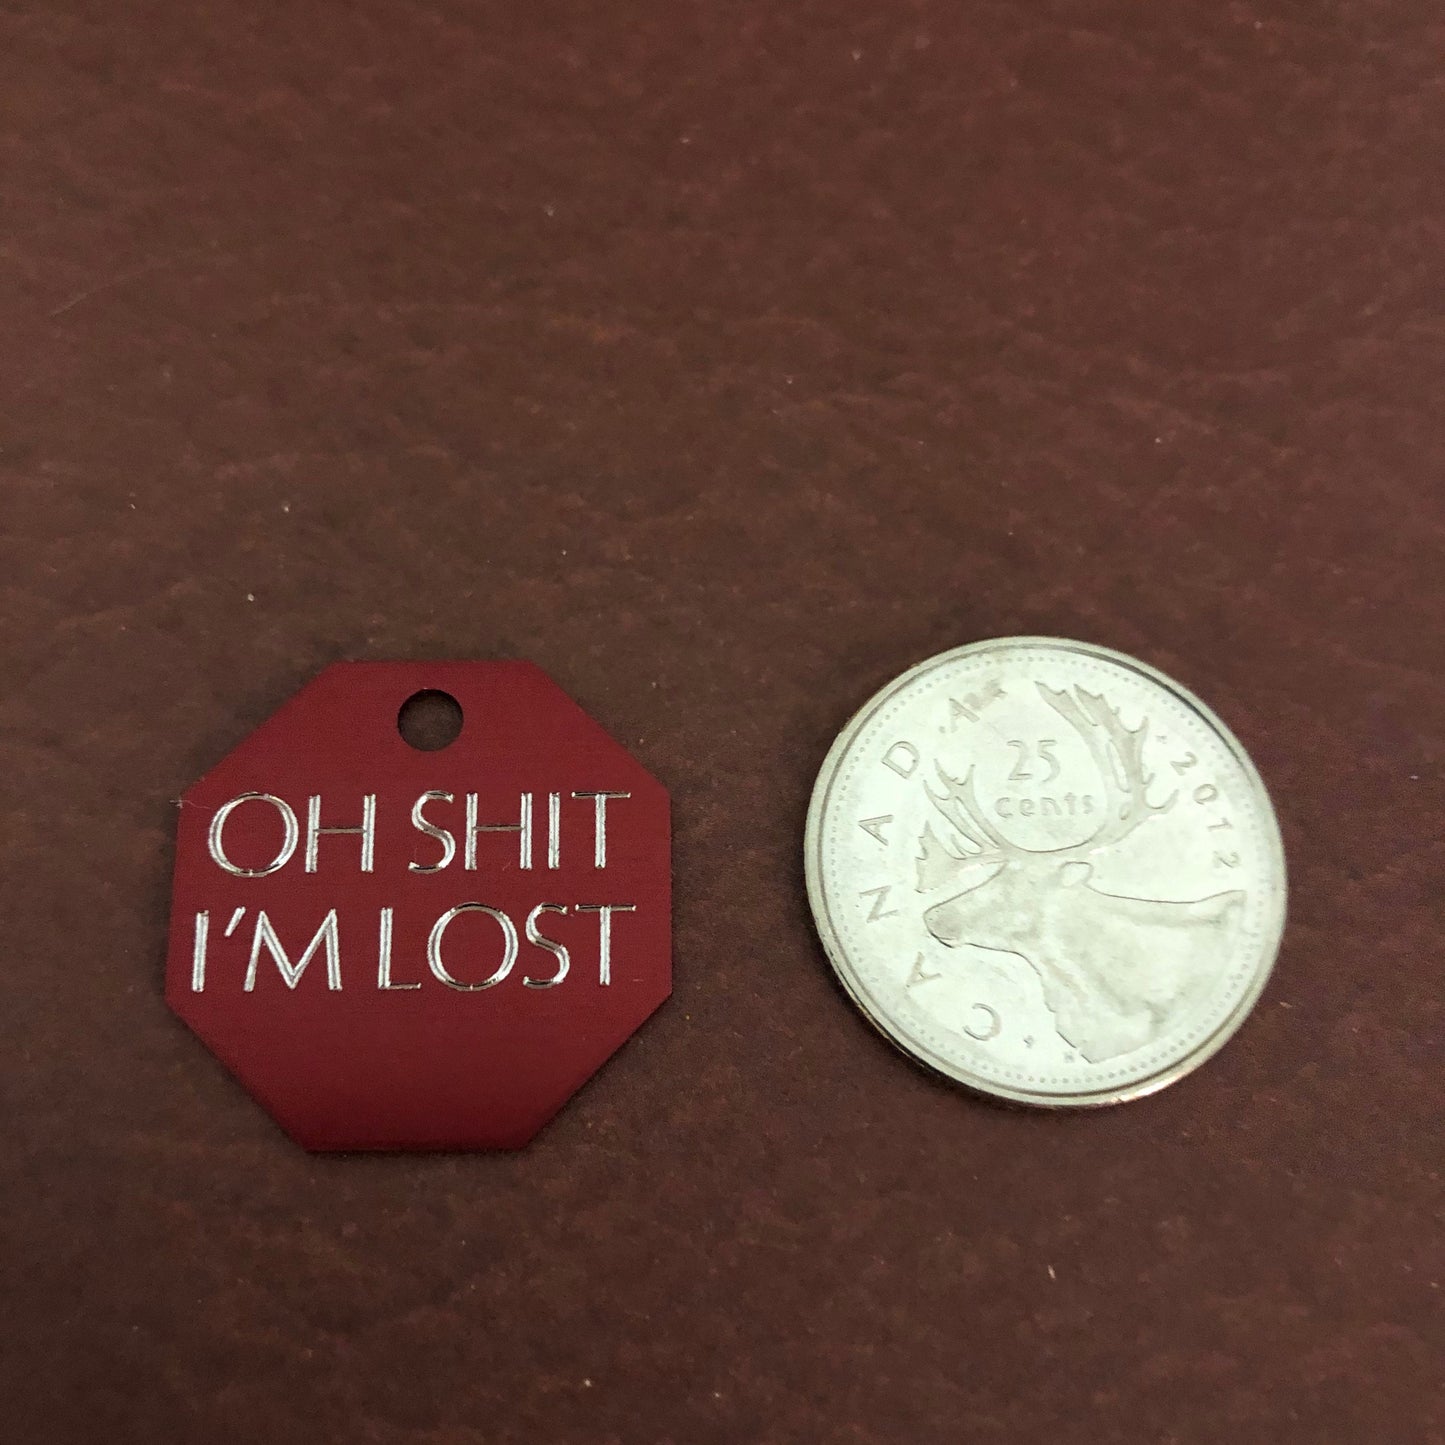 OH SHIT
I'M LOST
CANADA
25
cents
2012